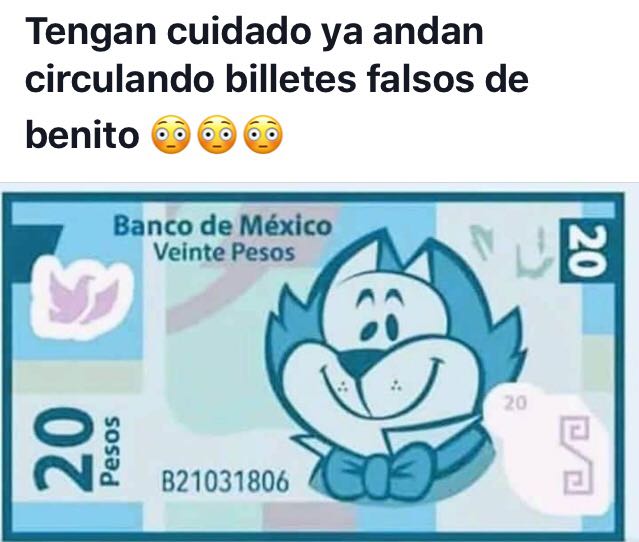 Tengan cuidado ya andan
circulando billetes falsos de
benito 😳😳😳
Banco de México
Veinte Pesos
20
20
20
Pesos
B21031806